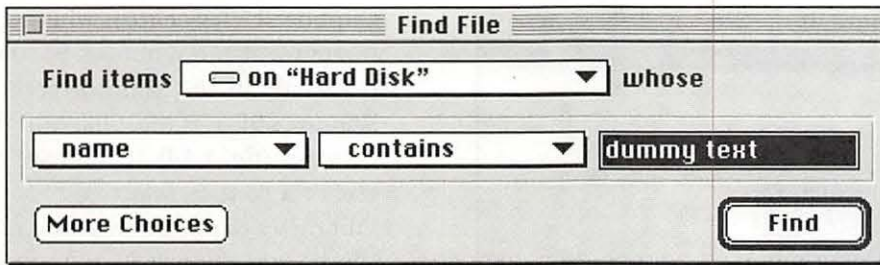 Find File
Find items on “Hard Disk” whose
name contains dummy text
More Choices Find